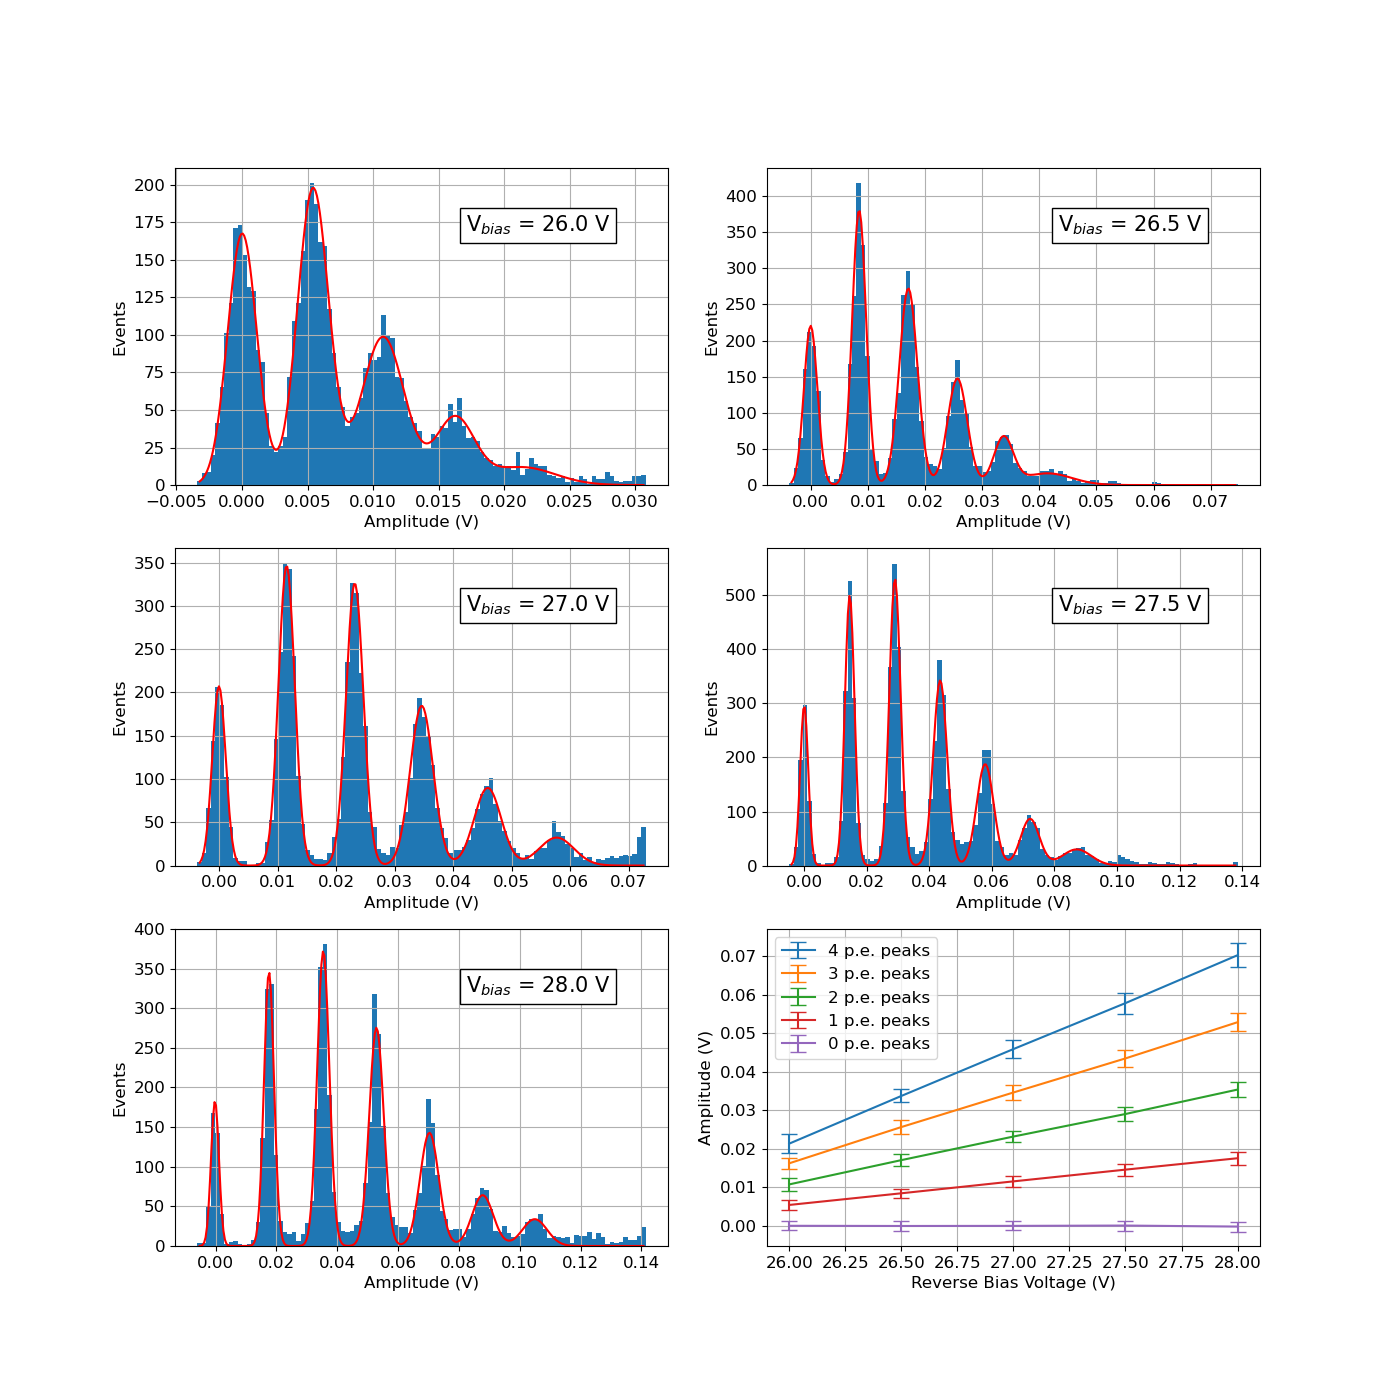 200
175
150
125
100
75
50
25
0
Events
V_bias = 26.0 V
−0.005 0.000 0.005 0.010 0.015 0.020 0.025 0.030
Amplitude (V)
400
350
300
250
200
150
100
50
0
Events
V_bias = 26.5 V
0.00 0.01 0.02 0.03 0.04 0.05 0.06 0.07
Amplitude (V)
350
300
250
200
150
100
50
0
Events
V_bias = 27.0 V
0.00 0.01 0.02 0.03 0.04 0.05 0.06 0.07
Amplitude (V)
500
400
300
200
100
0
Events
V_bias = 27.5 V
0.00 0.02 0.04 0.06 0.08 0.10 0.12 0.14
Amplitude (V)
400
350
300
250
200
150
100
50
0
Events
V_bias = 28.0 V
0.00 0.02 0.04 0.06 0.08 0.10 0.12 0.14
Amplitude (V)
0.07
0.06
0.05
0.04
0.03
0.02
0.01
0.00
Amplitude (V)
4 p.e. peaks
3 p.e. peaks
2 p.e. peaks
1 p.e. peaks
0 p.e. peaks
26.00 26.25 26.50 26.75 27.00 27.25 27.50 27.75 28.00
Reverse Bias Voltage (V)